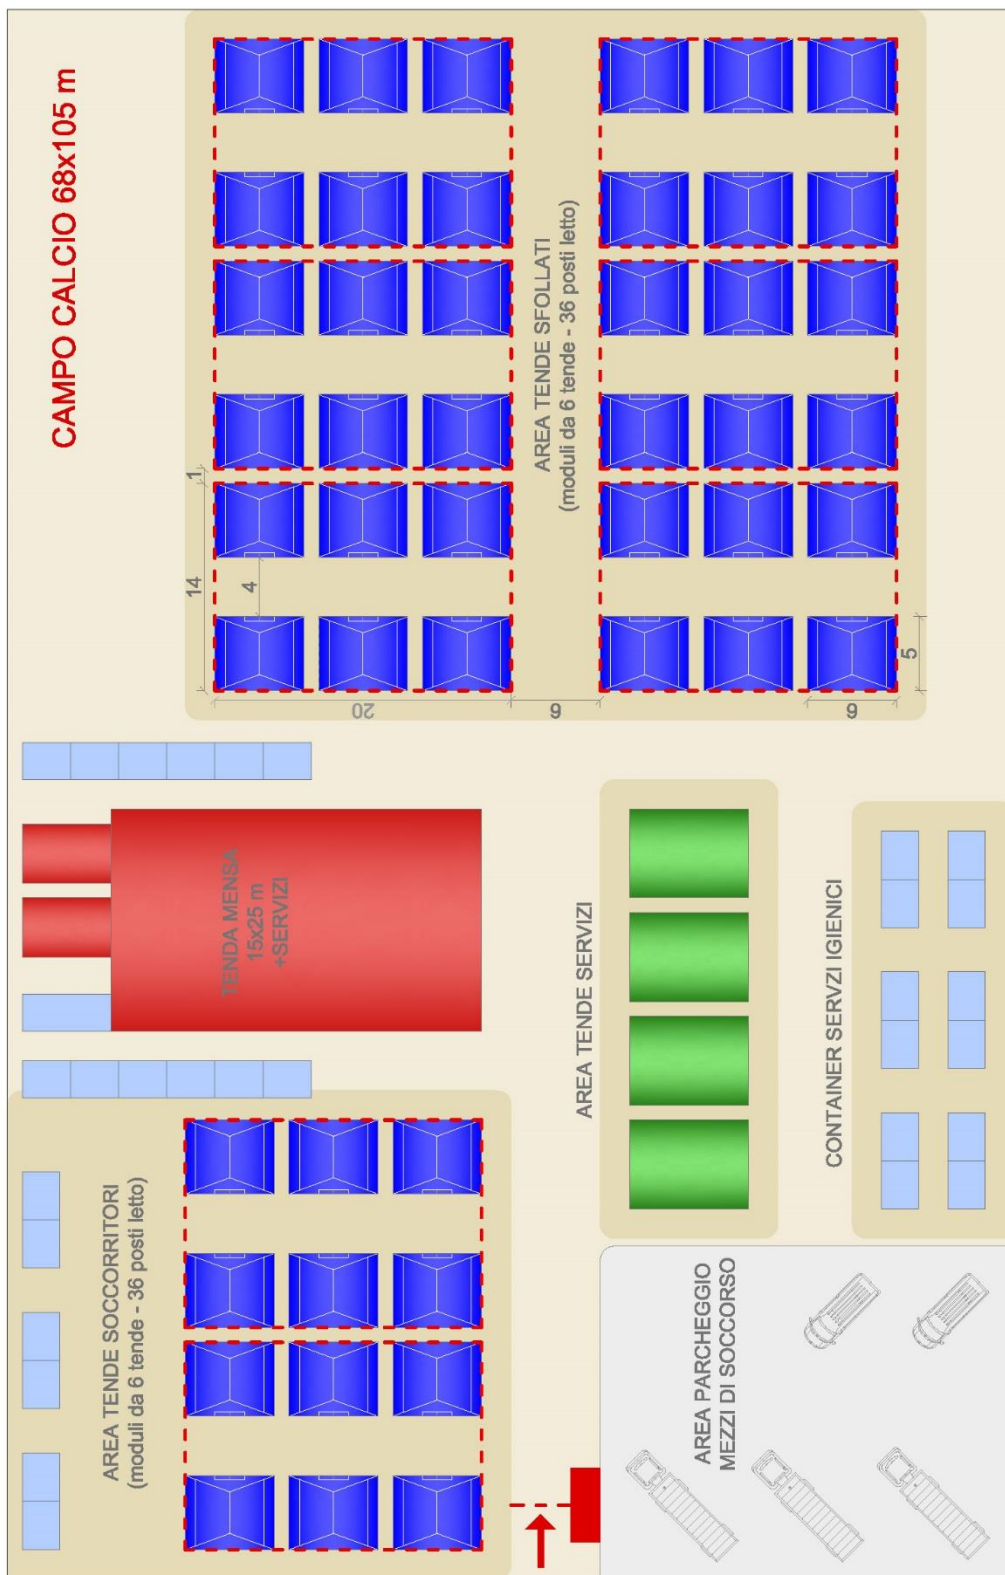 CAMPO CALCIO 68x105 m
AREA TENDE SFOLLATI
(moduli da 6 tende - 36 posti letto)
1
14
4
20
6
6
5
TENDA MENSA
15x25 m
+SERVIZI
AREA TENDE SERVIZI
CONTAINER SERVZI IGIENICI
AREA TENDE SOCCORRITORI
(moduli da 6 tende - 36 posti letto)
AREA PARCHEGGIO
MEZZI DI SOCCORSO